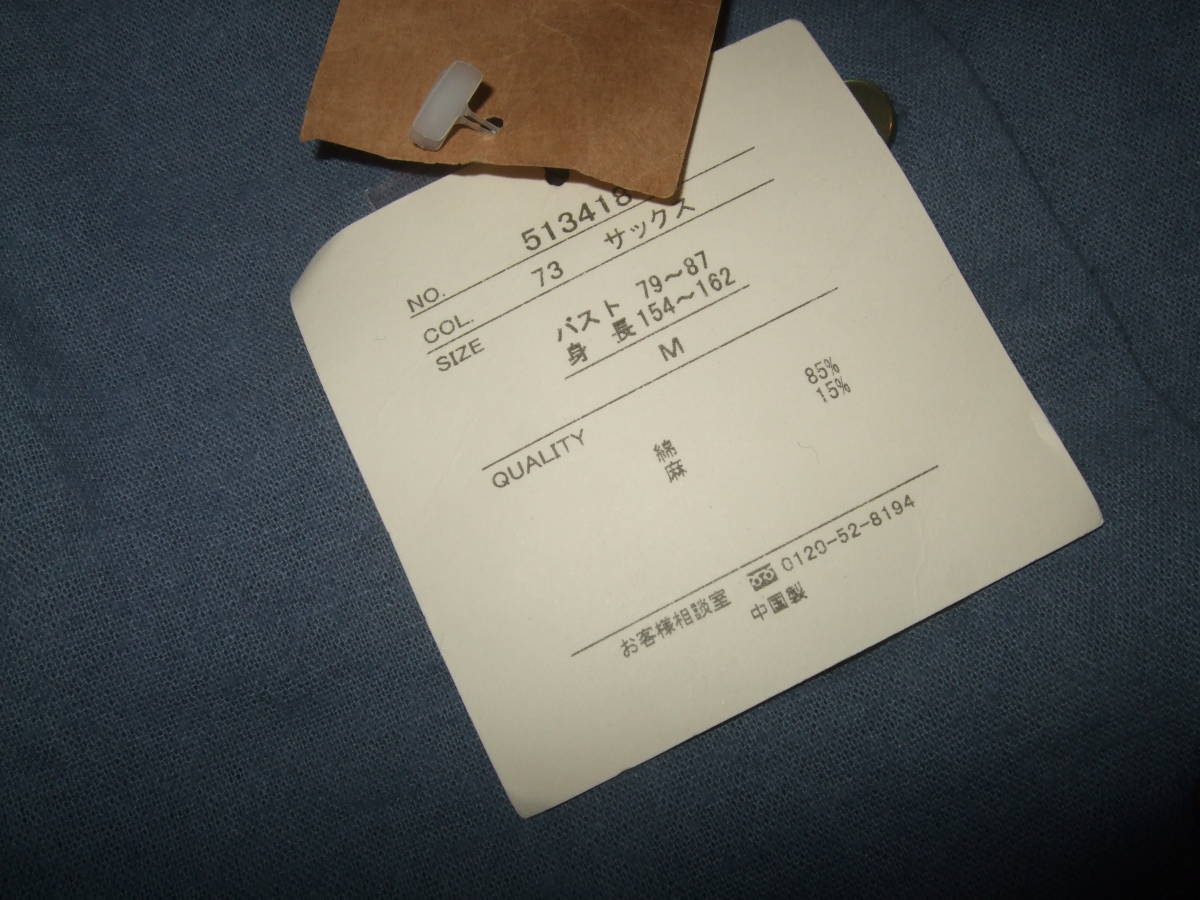 NO. 513418
COL. 73 サックス
SIZE バスト 79~87
身 長 154~162
M
QUALITY
綿 85%
麻 15%
お客様相談室 0120-52-8194
中国製